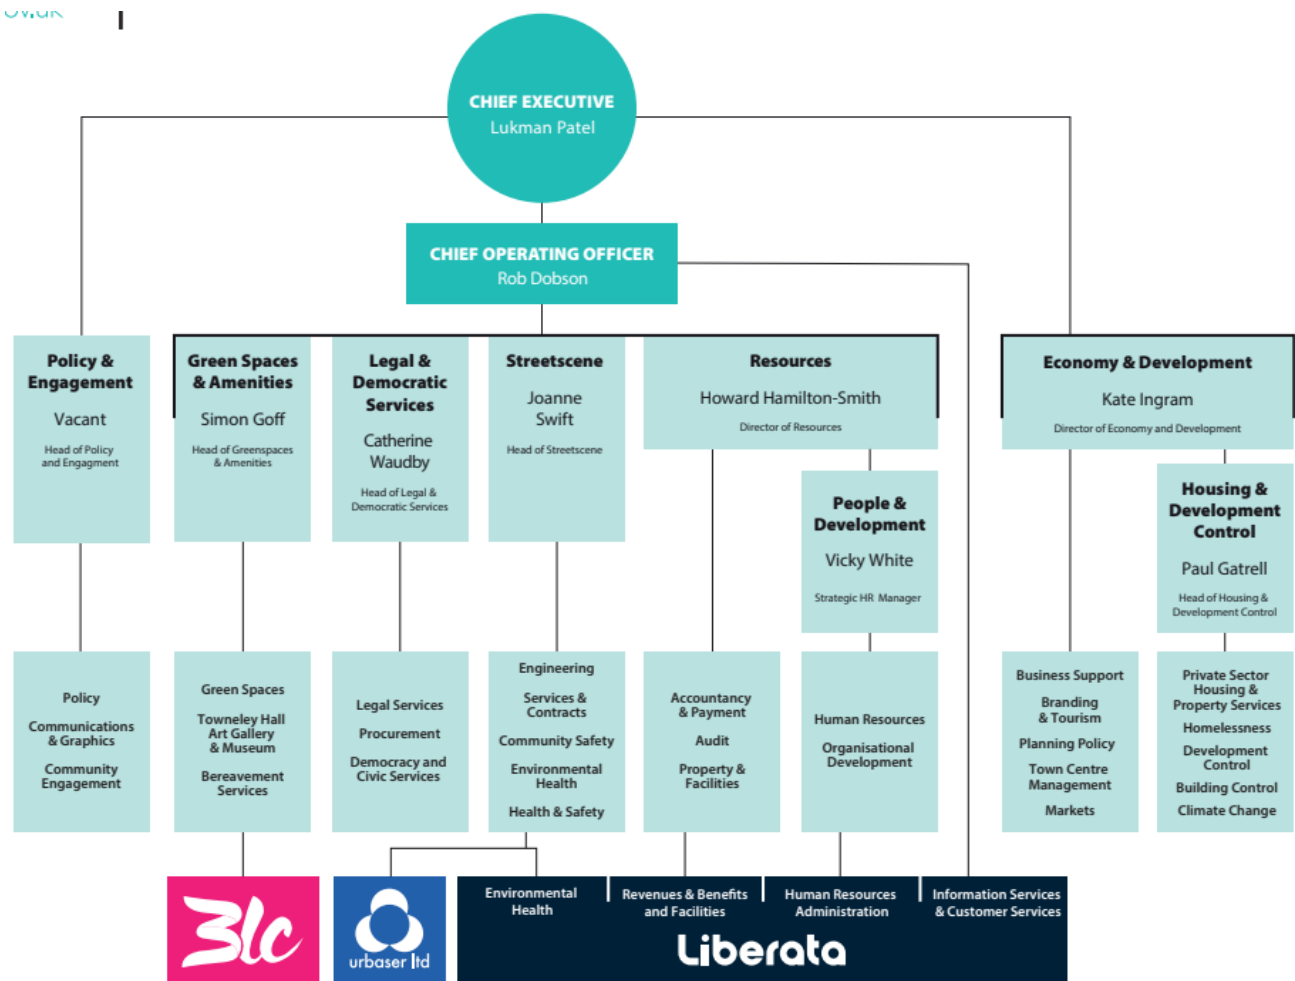 CHIEF EXECUTIVE
Lukman Patel
CHIEF OPERATING OFFICER
Rob Dobson
Policy &
Engagement
Vacant
Head of Policy
and Engagment
Green Spaces
& Amenities
Simon Goff
Head of Greenspaces
& Amenities
Legal &
Democratic
Services
Catherine
Waudby
Head of Legal &
Democratic Services
Streetscene
Joanne
Swift
Head of Streetscene
Resources
Howard Hamilton-Smith
Director of Resources
People &
Development
Vicky White
Strategic HR Manager
Economy & Development
Kate Ingram
Director of Economy and Development
Housing &
Development
Control
Paul Gatrell
Head of Housing &
Development Control
Policy
Communications
& Graphics
Community
Engagement
Green Spaces
Towneley Hall
Art Gallery
& Museum
Bereavement
Services
Legal Services
Procurement
Democracy and
Civic Services
Engineering
Services &
Contracts
Community Safety
Environmental
Health
Health & Safety
Accountancy
& Payment
Audit
Property &
Facilities
Human Resources
Organisational
Development
Business Support
Branding
& Tourism
Planning Policy
Town Centre
Management
Markets
Private Sector
Housing &
Property Services
Homelessness
Development
Control
Building Control
Climate Change
urbaser ltd
Environmental
Health
Revenues & Benefits
and Facilities
Human Resources
Administration
Information Services
& Customer Services
Liberata